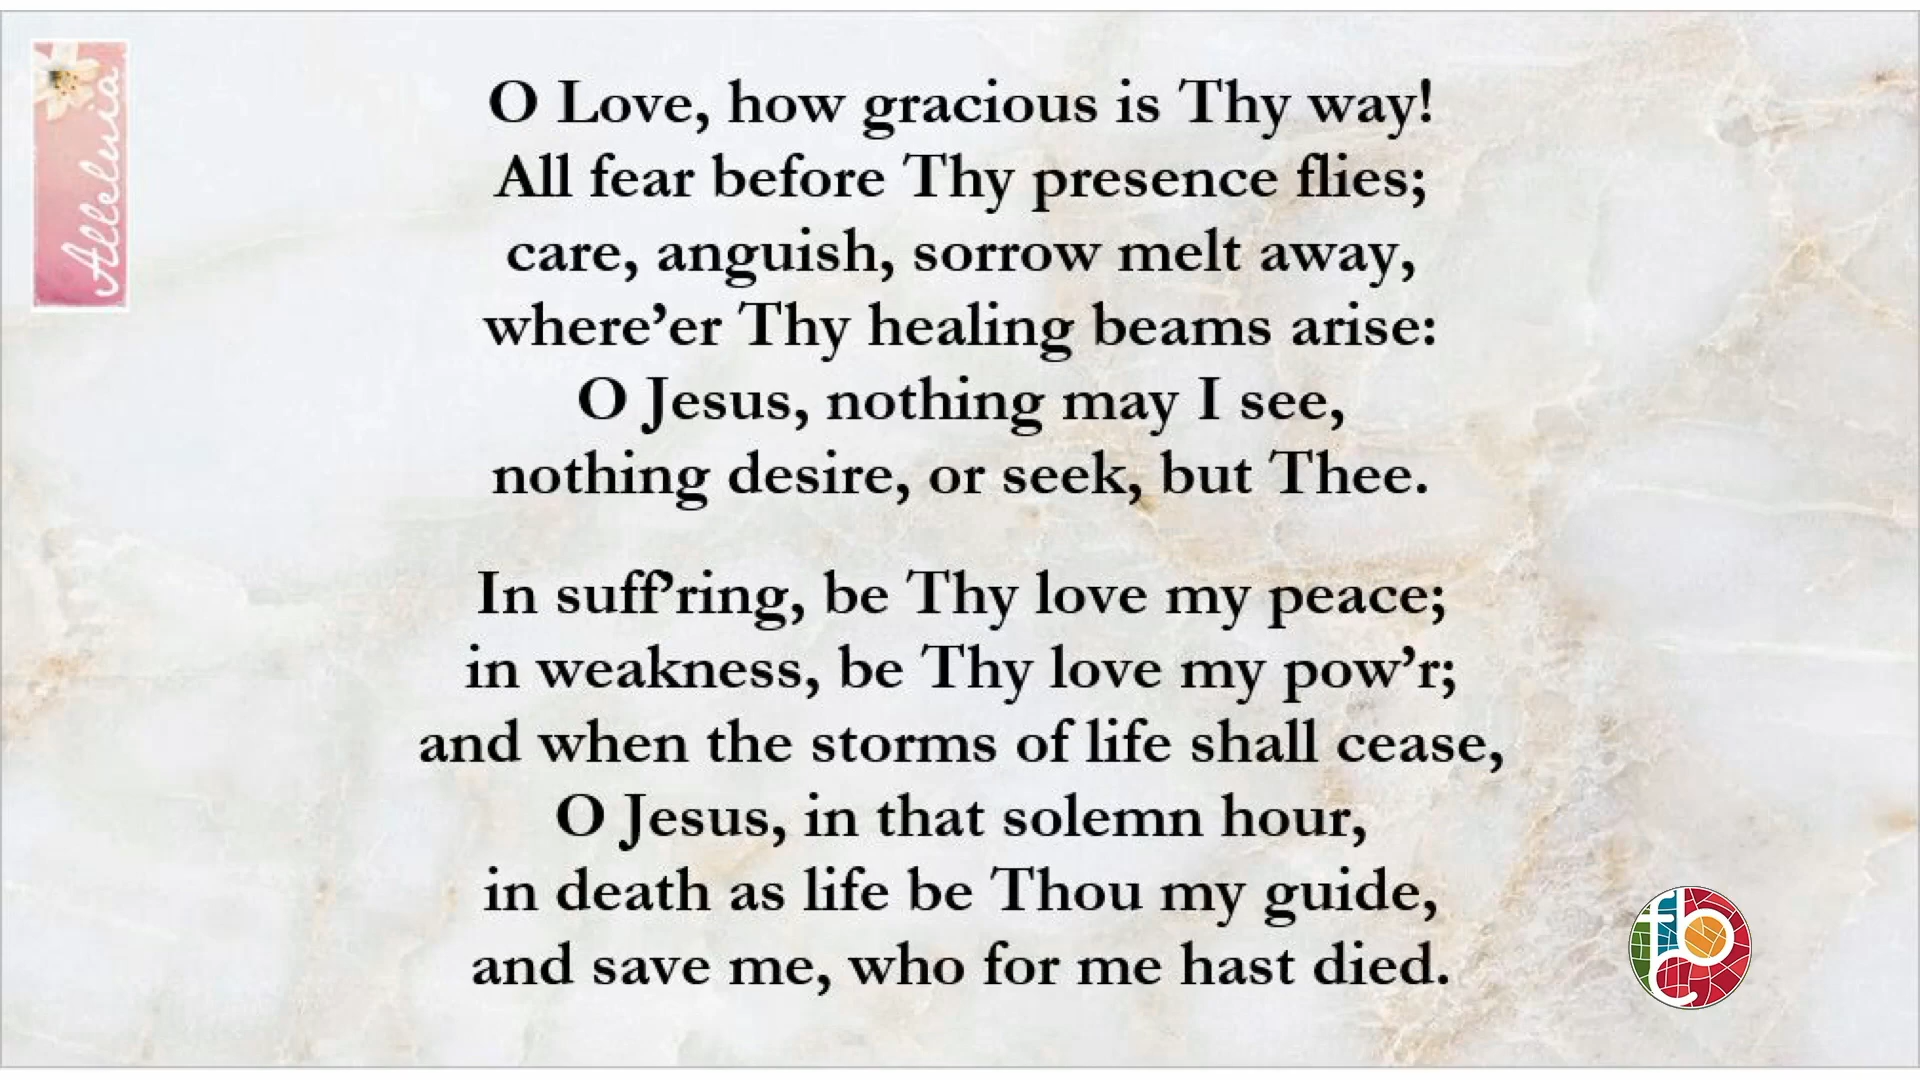 Alleluia
O Love, how gracious is Thy way!
All fear before Thy presence flies;
care, anguish, sorrow melt away,
where’er Thy healing beams arise:
O Jesus, nothing may I see,
nothing desire, or seek, but Thee.
In suff’ring, be Thy love my peace;
in weakness, be Thy love my pow’r;
and when the storms of life shall cease,
O Jesus, in that solemn hour,
in death as life be Thou my guide,
and save me, who for me hast died.
tb